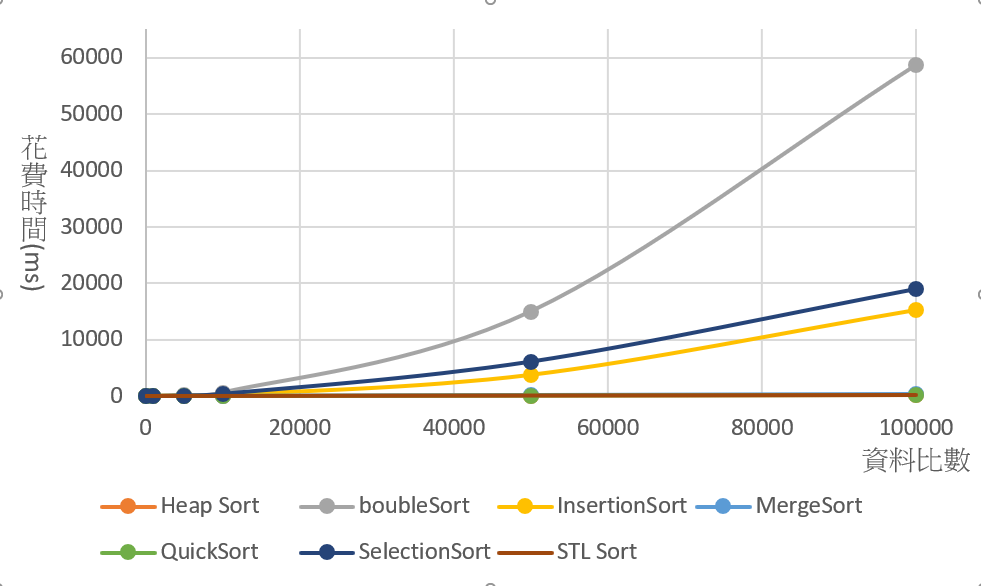 60000
50000
40000
30000
20000
10000
0
花費時間(ms)
0 20000 40000 60000 80000 100000
資料比數
Heap Sort boubleSort InsertionSort MergeSort
QuickSort SelectionSort STL Sort